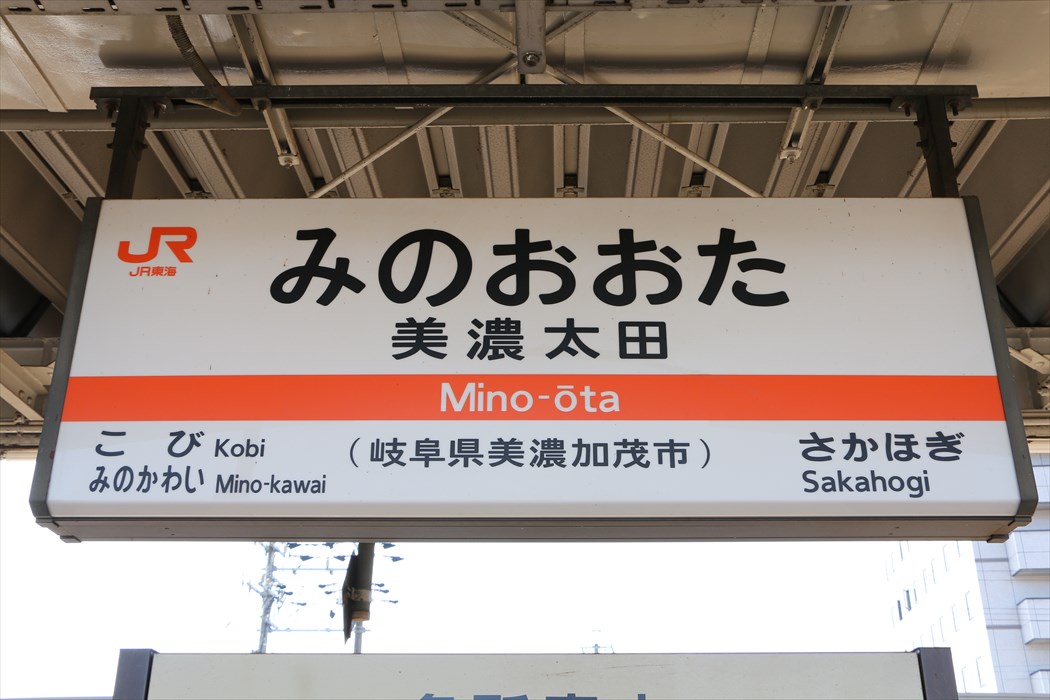 JR
JR東海
みのおおた
美濃太田
Mino-ōta
こび Kobi
みのかわい Mino-kawai
（岐阜県美濃加茂市）
さかほぎ
Sakahogi